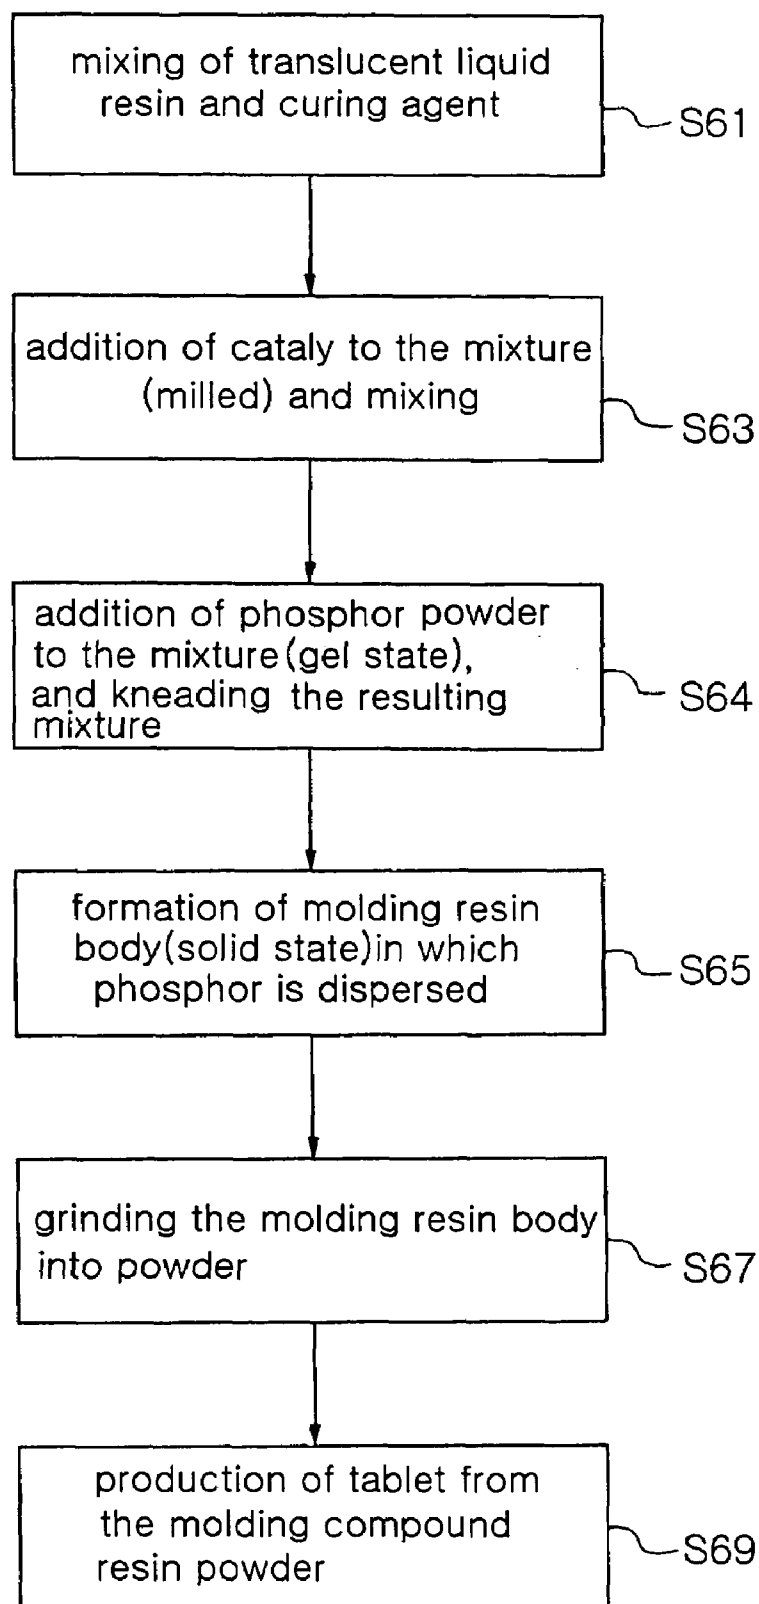 mixing of translucent liquid
resin and curing agent
S61
addition of cataly to the mixture
(milled) and mixing
S63
addition of phosphor powder
to the mixture(gel state),
and kneading the resulting
mixture
S64
formation of molding resin
body(solid state)in which
phosphor is dispersed
S65
grinding the molding resin body
into powder
S67
production of tablet from
the molding compound
resin powder
S69